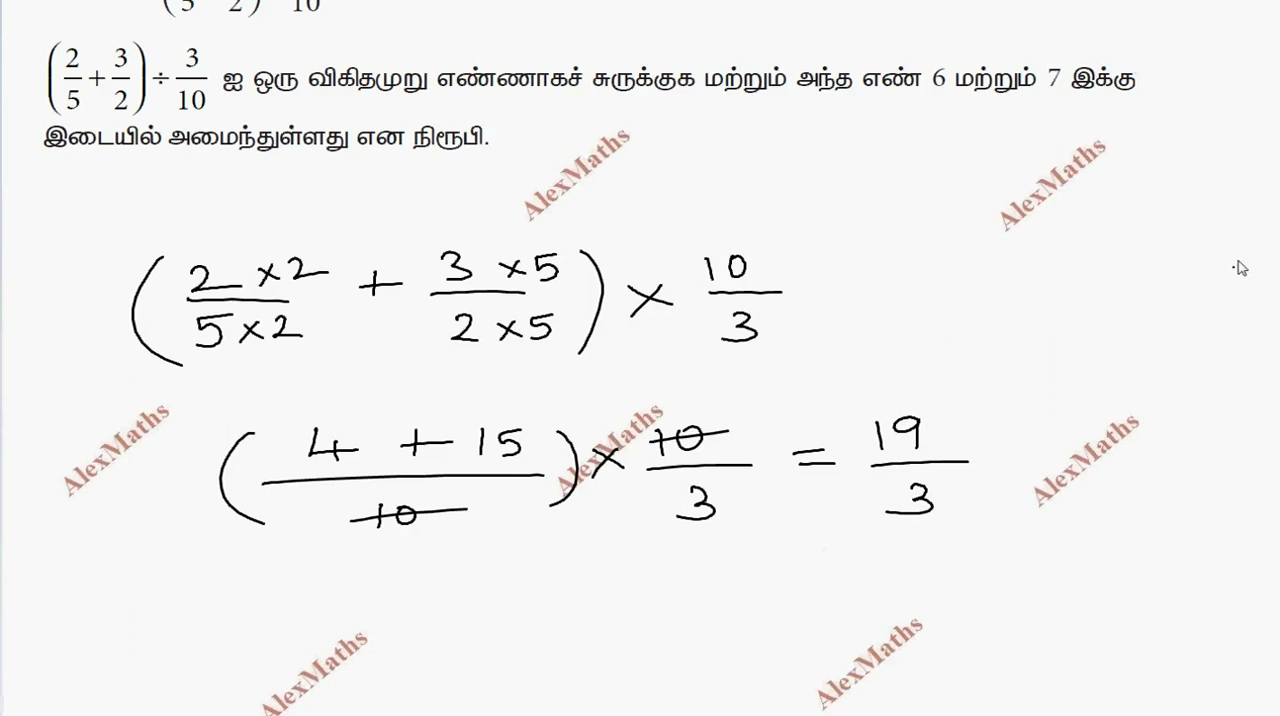 (2/5 + 3/2) ÷ 3/10 ஐ ஒரு விகிதமுறு எண்ணாகச் சுருக்குக மற்றும் அந்த எண் 6 மற்றும் 7 இக்கு
இடையில் அமைந்துள்ளது என நிரூபி.
AlexMaths
AlexMaths
(2 × 2 / 5 × 2 + 3 × 5 / 2 × 5) × 10/3
(4 + 15 / 10) × 10/3 = 19/3
AlexMaths
AlexMaths
AlexMaths
AlexMaths
AlexMaths